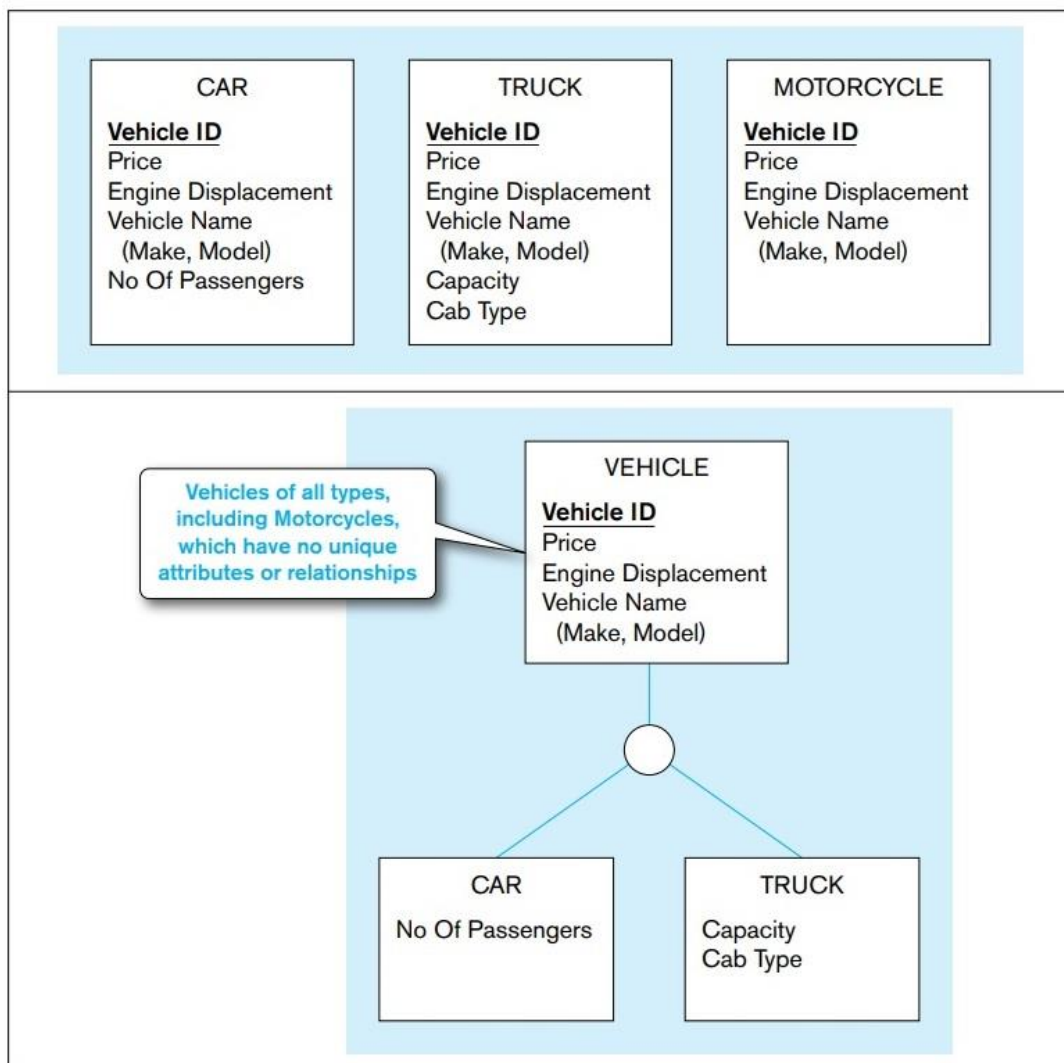 CAR
Vehicle ID
Price
Engine Displacement
Vehicle Name
(Make, Model)
No Of Passengers
TRUCK
Vehicle ID
Price
Engine Displacement
Vehicle Name
(Make, Model)
Capacity
Cab Type
MOTORCYCLE
Vehicle ID
Price
Engine Displacement
Vehicle Name
(Make, Model)
Vehicles of all types,
including Motorcycles,
which have no unique
attributes or relationships
VEHICLE
Vehicle ID
Price
Engine Displacement
Vehicle Name
(Make, Model)
CAR
No Of Passengers
TRUCK
Capacity
Cab Type